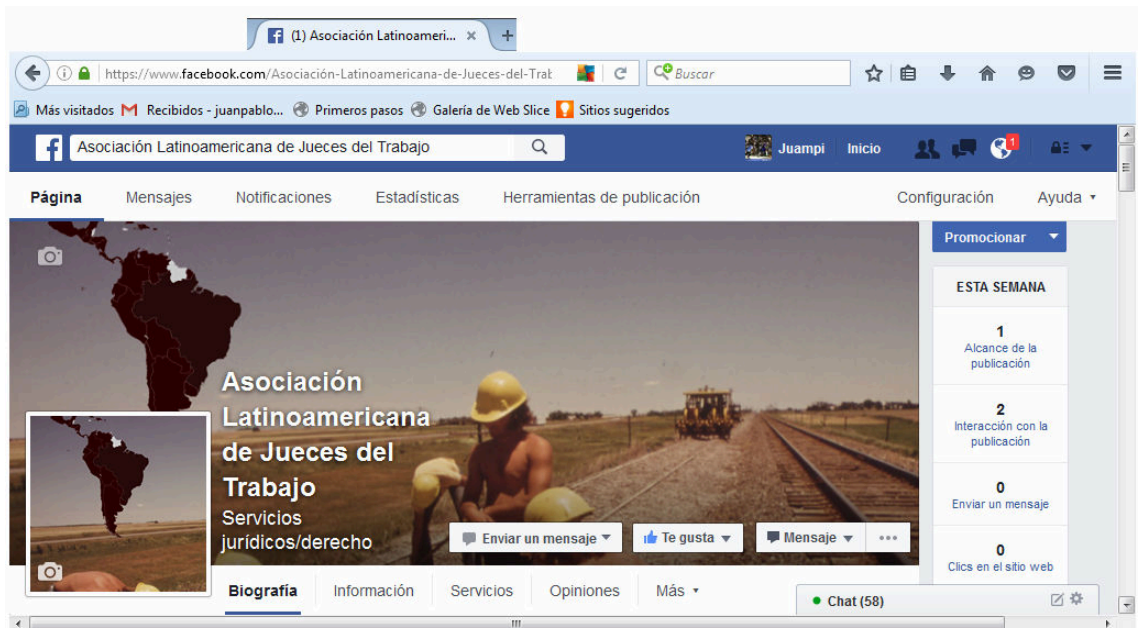 (1) Asociación Latinoameri...
https://www.facebook.com/Asociación-Latinoamericana-de-Jueces-del-Trat
Buscar
Más visitados Recibidos - juanpablo... Primeros pasos Galería de Web Slice Sitios sugeridos
Asociación Latinoamericana de Jueces del Trabajo
Juampi Inicio 1
Página Mensajes Notificaciones Estadísticas Herramientas de publicación Configuración Ayuda
Promocionar
ESTA SEMANA
1
Alcance de la
publicación
2
Interacción con la
publicación
0
Enviar un mensaje
0
Clics en el sitio web
Asociación
Latinoamericana
de Jueces del
Trabajo
Servicios
jurídicos/derecho
Enviar un mensaje Te gusta Mensaje
Biografía Información Servicios Opiniones Más
Chat (58)